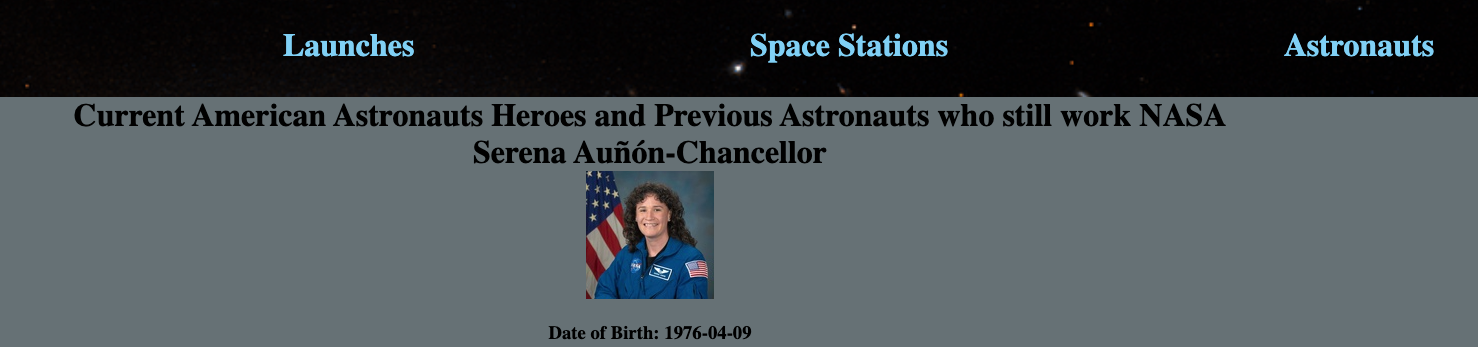 Launches Space Stations Astronauts
Current American Astronauts Heroes and Previous Astronauts who still work NASA
Serena Auñón-Chancellor
NASA
Date of Birth: 1976-04-09